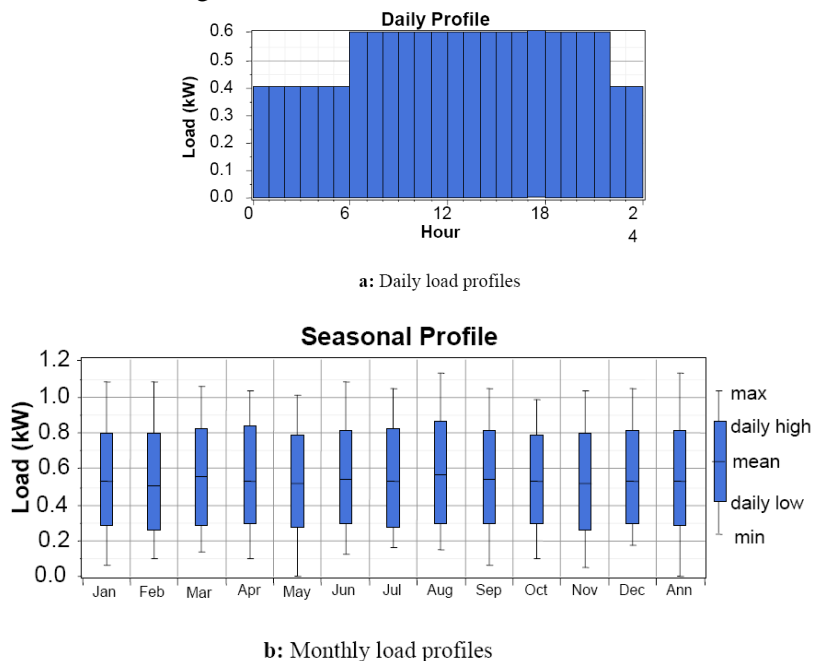 Daily Profile
0.6
0.5
0.4
0.3
0.2
0.1
0.0
Load (kW)
0 6 12 18 2
4
Hour
a: Daily load profiles
Seasonal Profile
1.2
1.0
0.8
0.6
0.4
0.2
0.0
Load (kW)
Jan Feb Mar Apr May Jun Jul Aug Sep Oct Nov Dec Ann
max
daily high
mean
daily low
min
b: Monthly load profiles